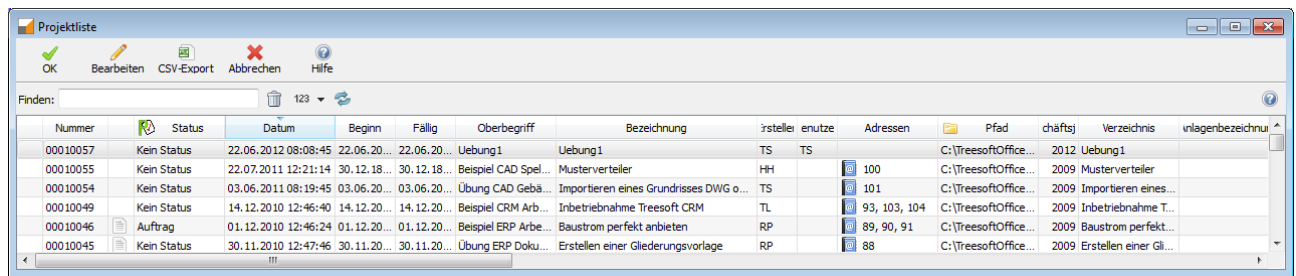 Projektliste
OK Bearbeiten CSV-Export Abbrechen Hilfe
Finden: 123
Nummer Status Datum Beginn Fällig Oberbegriff Bezeichnung :rsteller enutze Adressen Pfad chäftsj Verzeichnis nlagenbezeichnu
00010057 Kein Status 22.06.2012 08:08:45 22.06.20... 22.06.20... Uebung1 Uebung1 TS TS C:\TreesoftOffice... 2012 Uebung1
00010055 Kein Status 22.07.2011 12:21:14 30.12.18... 30.12.18... Beispiel CAD Spel... Musterverteiler HH 100 C:\TreesoftOffice... 2009 Musterverteiler
00010054 Kein Status 03.06.2011 08:19:45 03.06.20... 03.06.20... Übung CAD Gebä... Importieren eines Grundrisses DWG o... TS 101 C:\TreesoftOffice... 2009 Importieren eines...
00010049 Kein Status 14.12.2010 12:46:40 14.12.20... 14.12.20... Beispiel CRM Arb... Inbetriebnahme Treesoft CRM TL 93, 103, 104 C:\TreesoftOffice... 2009 Inbetriebnahme T...
00010046 Auftrag 01.12.2010 12:46:24 01.12.20... 01.12.20... Beispiel ERP Arbe... Baustrom perfekt anbieten RP 89, 90, 91 C:\TreesoftOffice... 2009 Baustrom perfekt...
00010045 Kein Status 30.11.2010 12:47:46 30.11.20... 30.11.20... Übung ERP Doku... Erstellen einer Gliederungsvorlage RP 88 C:\TreesoftOffice... 2009 Erstellen einer Gli...